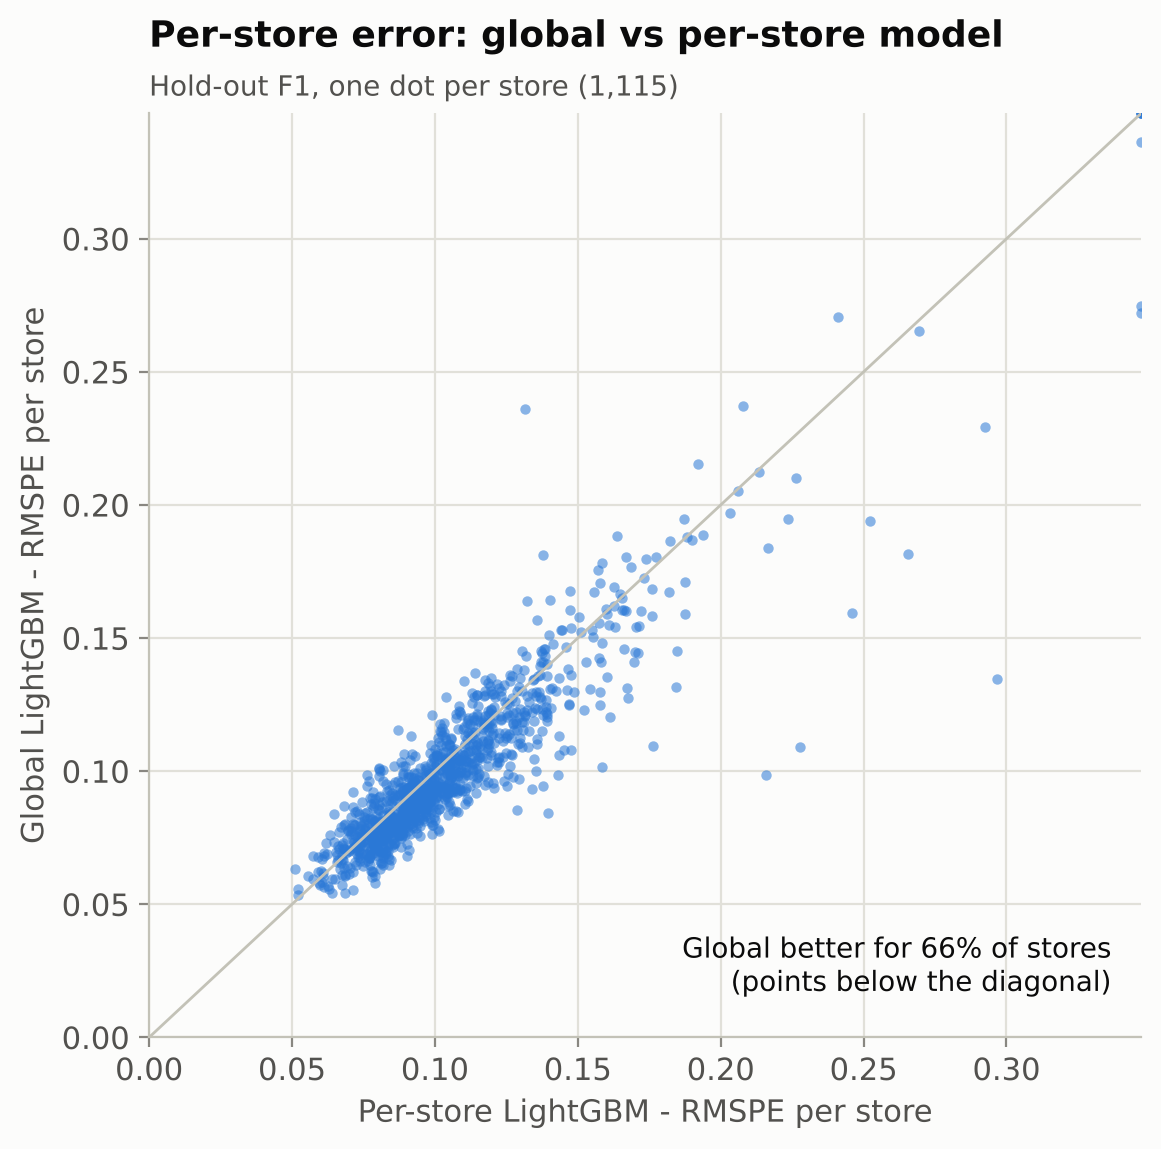 Per-store error: global vs per-store model
Hold-out F1, one dot per store (1,115)
Global LightGBM - RMSPE per store
0.30
0.25
0.20
0.15
0.10
0.05
0.00
Global better for 66% of stores
(points below the diagonal)
0.00 0.05 0.10 0.15 0.20 0.25 0.30
Per-store LightGBM - RMSPE per store